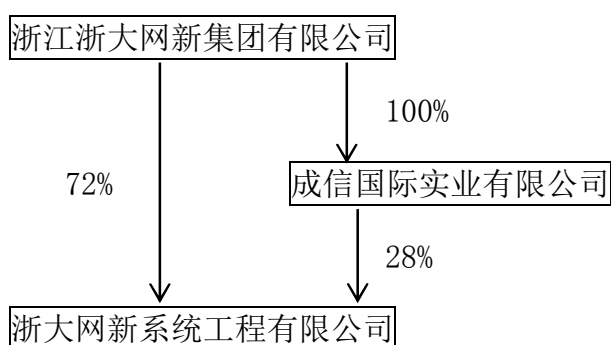 浙江浙大网新集团有限公司
100%
72%
成信国际实业有限公司
28%
浙大网新系统工程有限公司